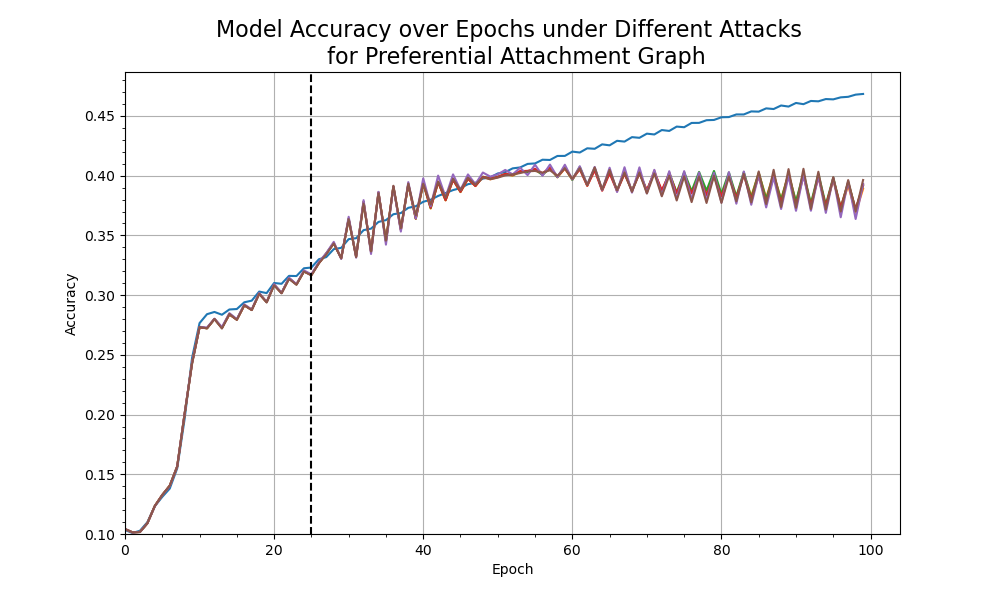 Model Accuracy over Epochs under Different Attacks
for Preferential Attachment Graph
0.45
0.40
0.35
0.30
0.25
0.20
0.15
0.10
Accuracy
0 20 40 60 80 100
Epoch